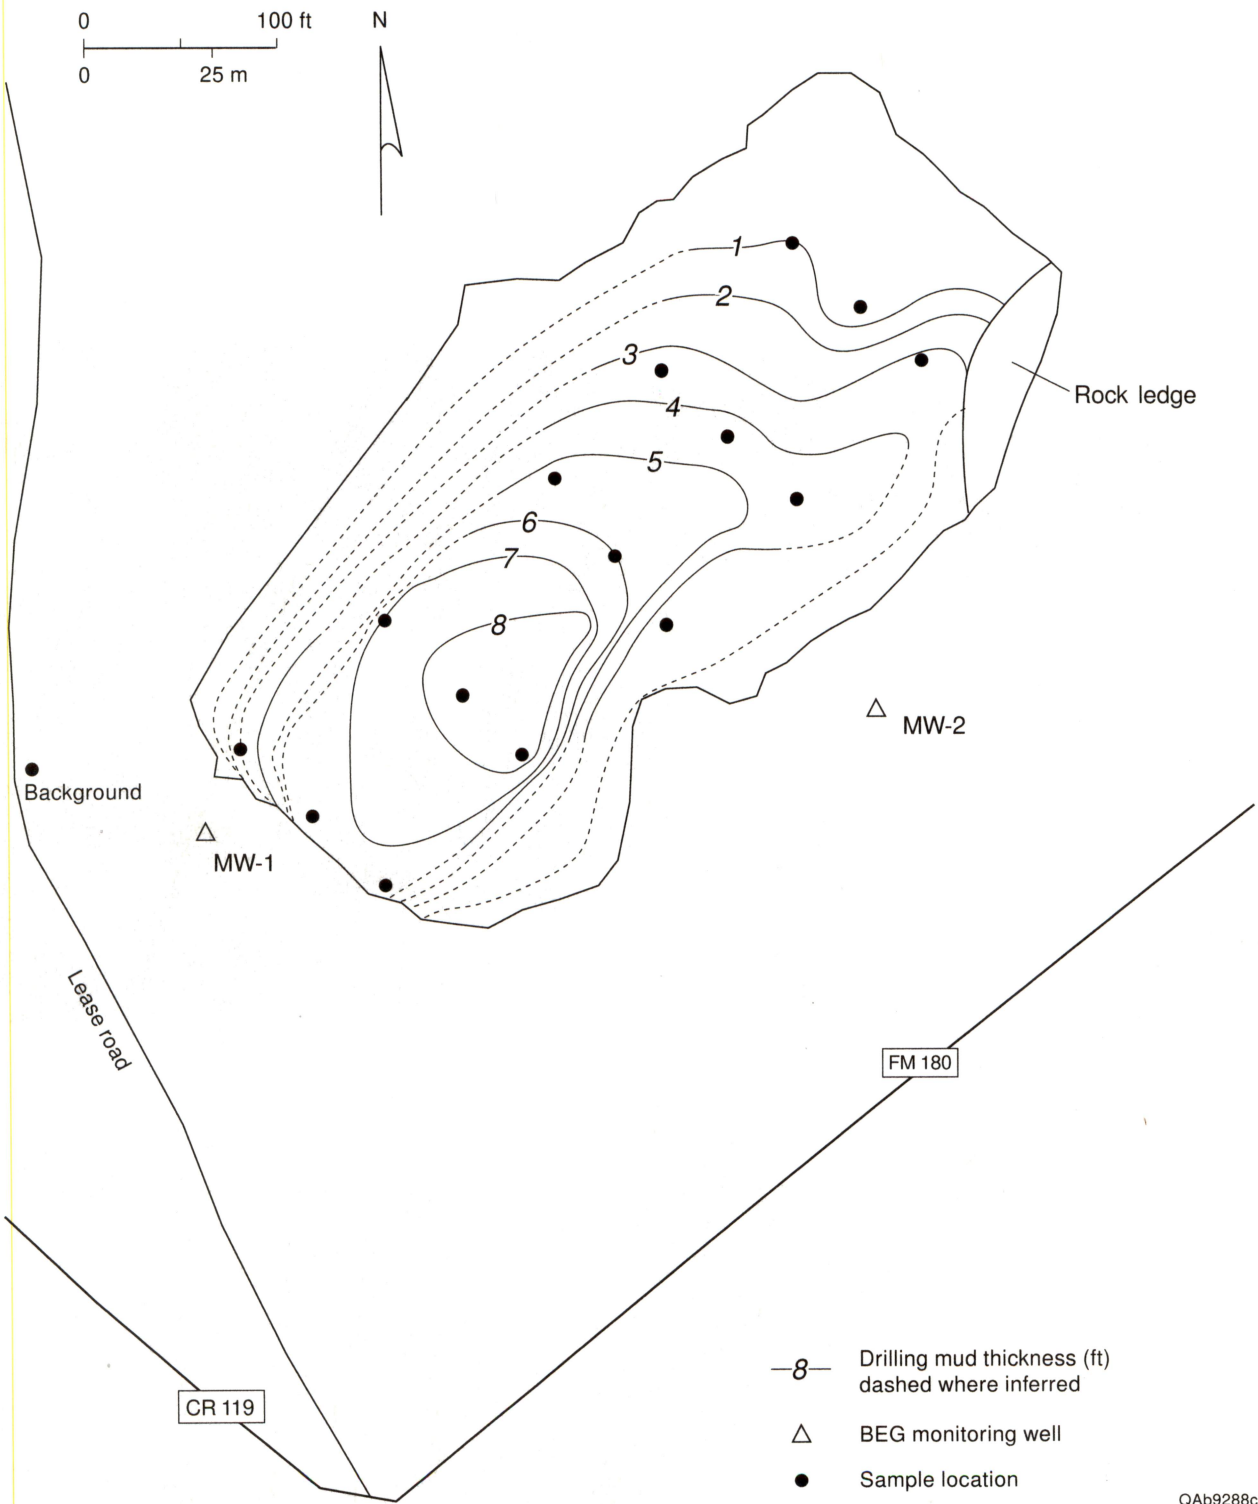 0 100 ft
0 25 m
N
1
2
3
4
5
6
7
8
Rock ledge
MW-2
Background
MW-1
Lease road
FM 180
CR 119
8 Drilling mud thickness (ft)
dashed where inferred
BEG monitoring well
Sample location
QAb9288c